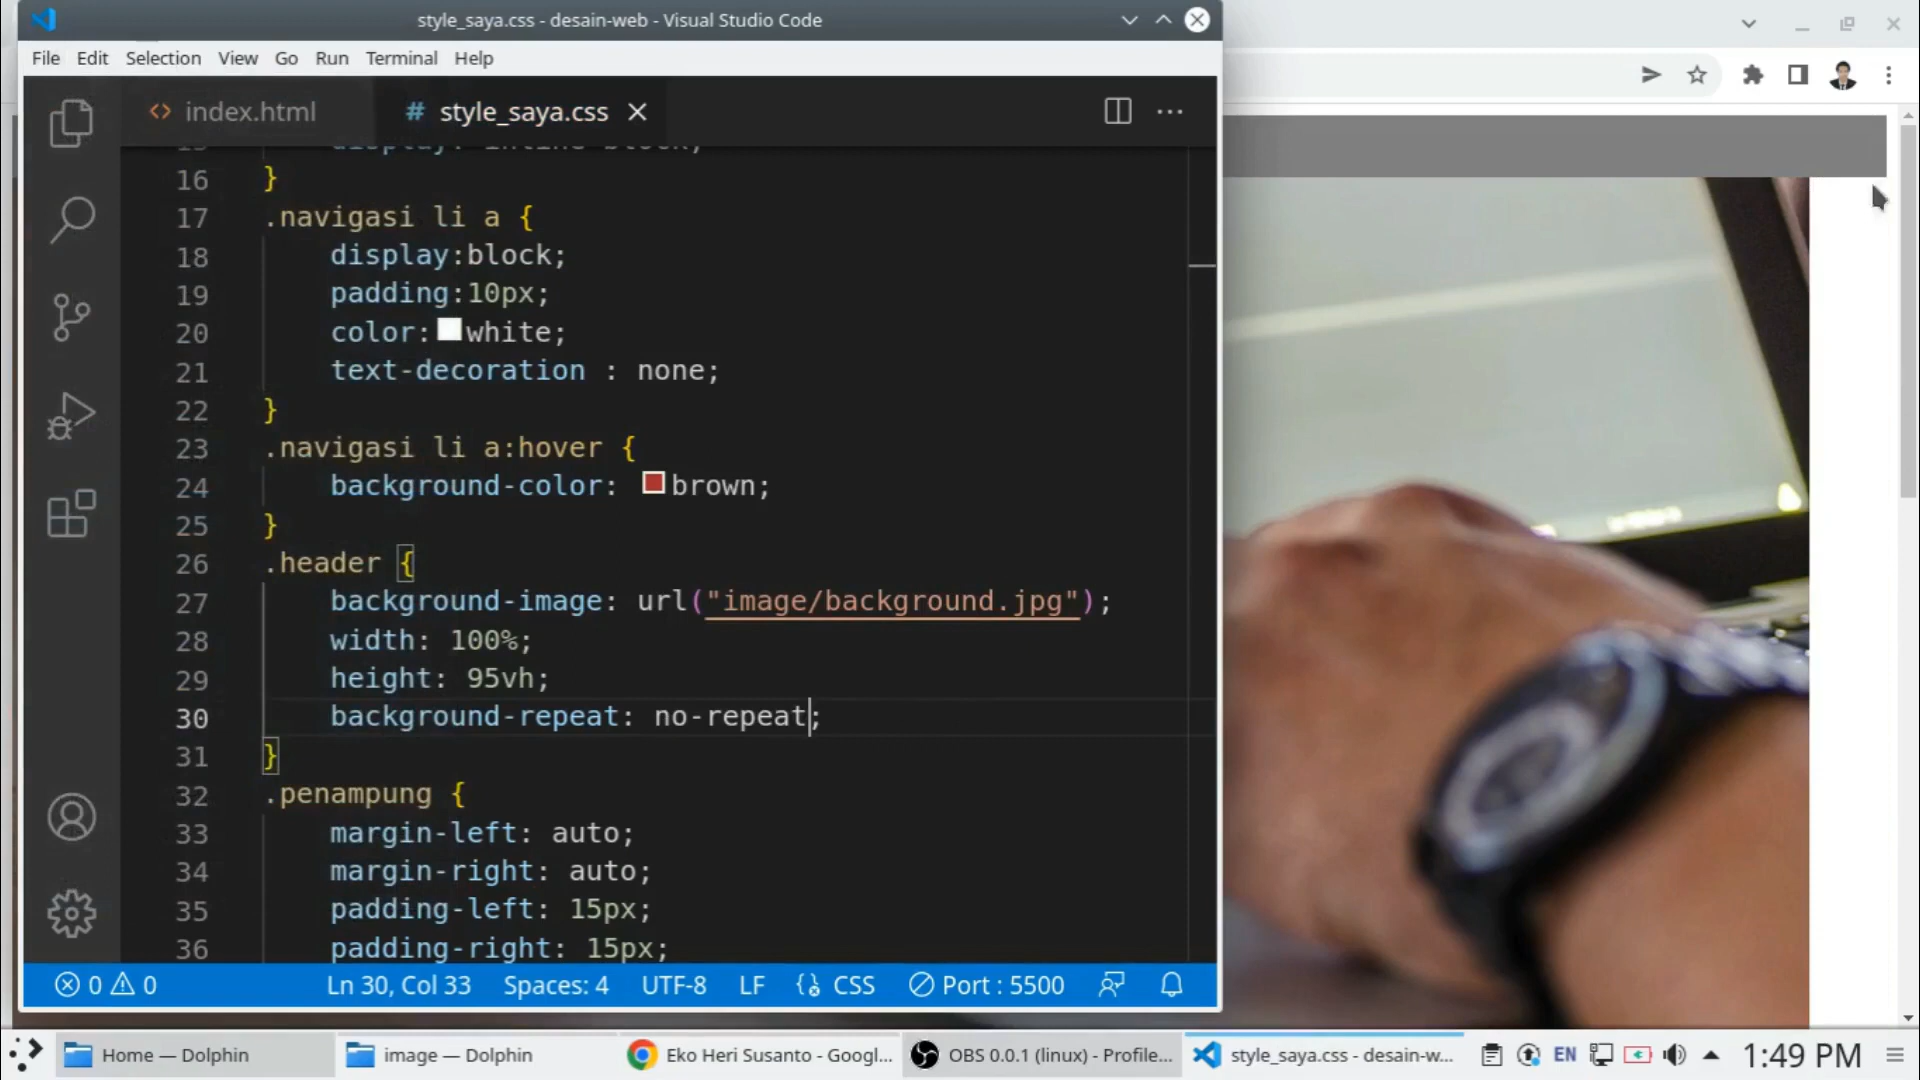 style_saya.css - desain-web - Visual Studio Code
File Edit Selection View Go Run Terminal Help
<> index.html # style_saya.css
15 display: inline-block;
16 }
17 .navigasi li a {
18 display:block;
19 padding:10px;
20 color:white;
21 text-decoration : none;
22 }
23 .navigasi li a:hover {
24 background-color: brown;
25 }
26 .header {
27 background-image: url("image/background.jpg");
28 width: 100%;
29 height: 95vh;
30 background-repeat: no-repeat;
31 }
32 .penampung {
33 margin-left: auto;
34 margin-right: auto;
35 padding-left: 15px;
36 padding-right: 15px;
0 0 Ln 30, Col 33 Spaces: 4 UTF-8 LF {} CSS Port : 5500
Home — Dolphin image — Dolphin Eko Heri Susanto - Googl... OBS 0.0.1 (linux) - Profile... style_saya.css - desain-w... EN 1:49 PM